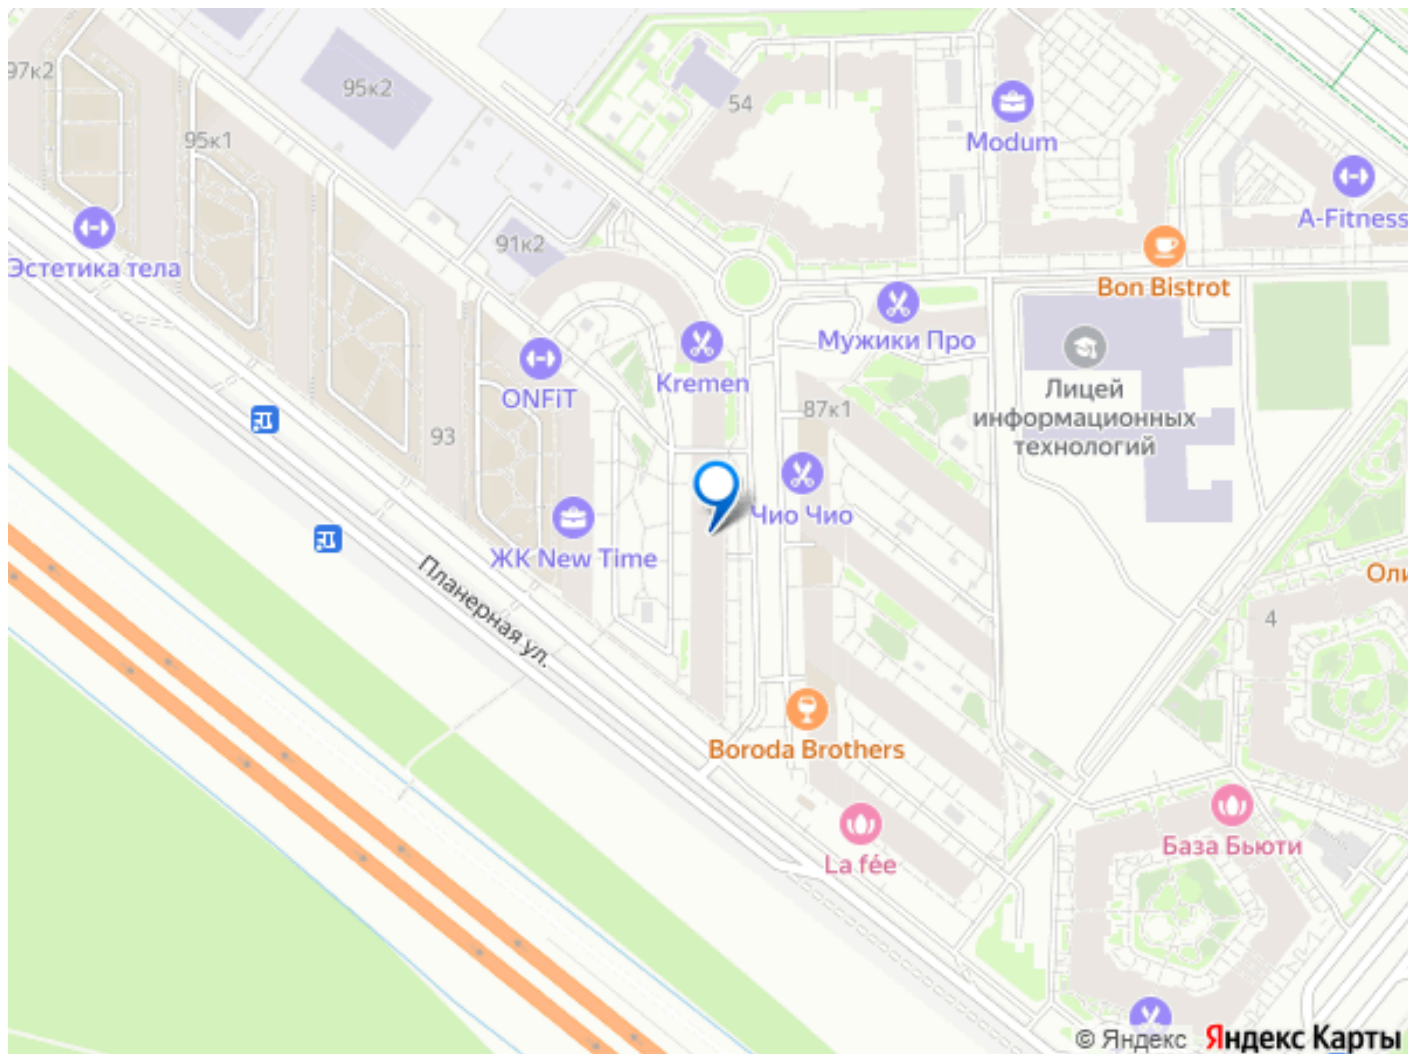 97к2
95к2
54
Modum
95к1
A-Fitness
91к2
Эстетика тела
Bon Bistrot
Мужики Про
Kremen
ONFiT
Лицей
информационных
технологий
87к1
93
Чио Чио
ЖК New Time
Планерная ул.
Оли
4
Boroda Brothers
База Бьюти
La fée
© Яндекс Яндекс Карты